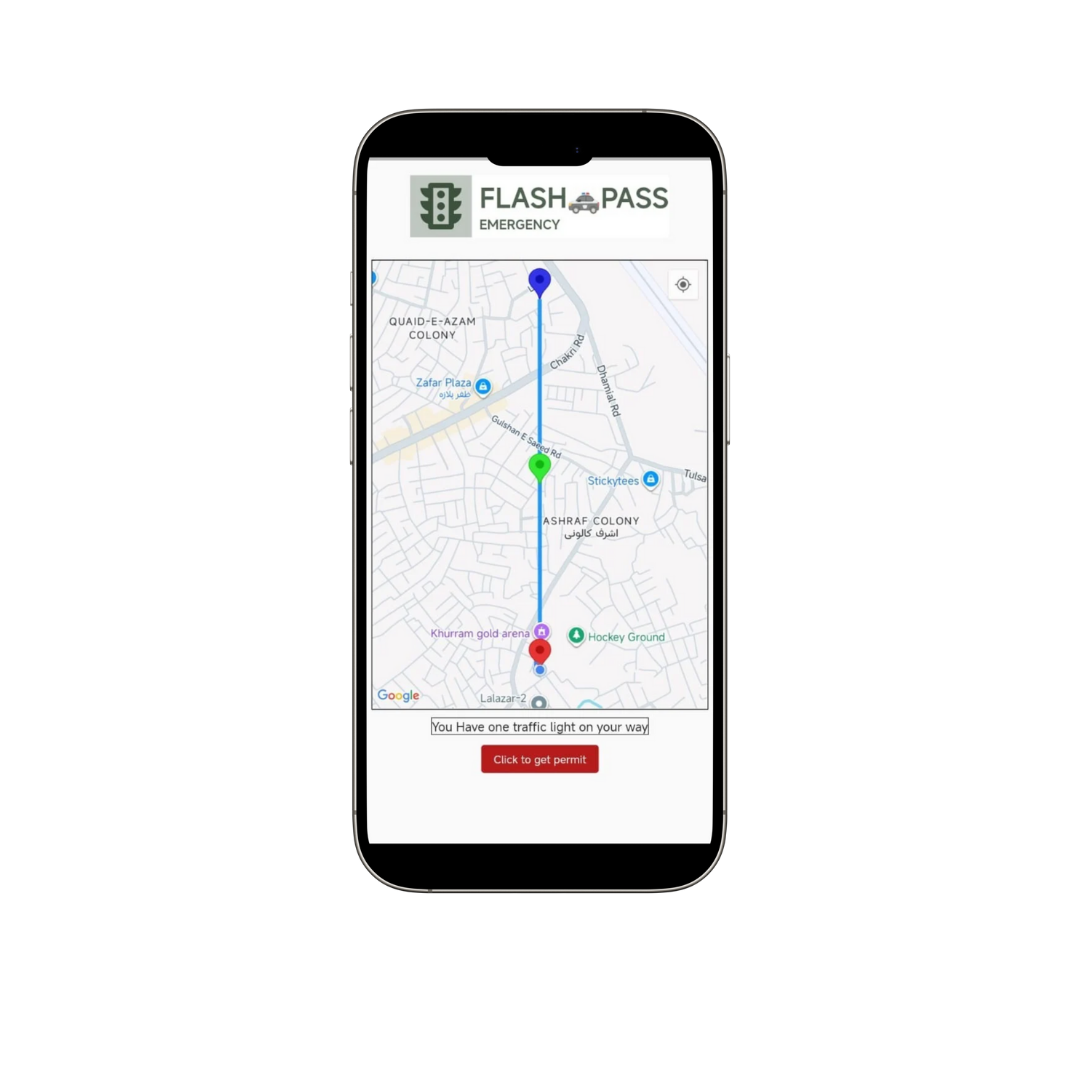 FLASH PASS
EMERGENCY
QUAID-E-AZAM
COLONY
Chakri Rd
Zafar Plaza
ظفر پلازہ
Dhamial Rd
Gulshan E Saeed Rd
Stickytees
Tulsa
ASHRAF COLONY
اشرف کالونی
Khurram gold arena
Hockey Ground
Google
Lalazar-2
You Have one traffic light on your way
Click to get permit